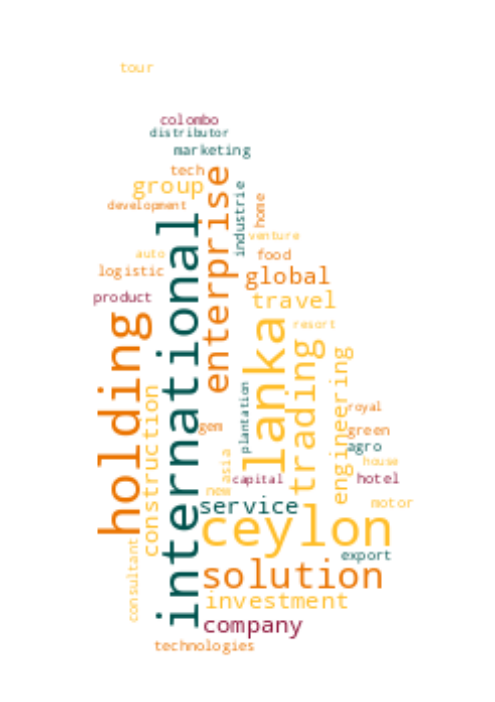 tour
colombo
distributor
marketing
tech
enterprise
group
industrie
home
development
international
venture
auto
food
logistic
global
product
travel
holding
lanka
resort
trading
engineering
plantation
construction
royal
gem
green
agro
asia
house
capital
hotel
new
service
motor
ceylon
consultant
export
solution
investment
company
technologies